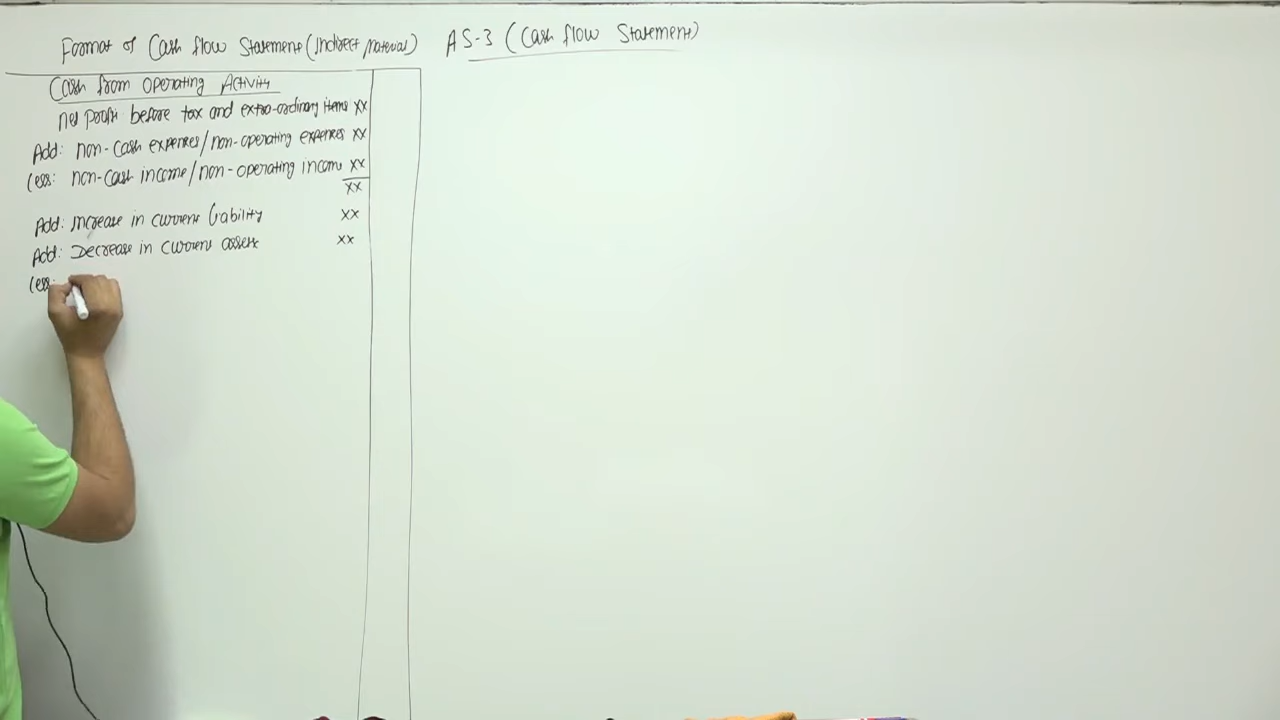 Format of Cash flow Statement (Indirect Material)
AS-3 (Cash flow Statement)
Cash from Operating Activity
Net profit before tax and extra-ordinary items xx
Add: non-cash expenses/non-operating expenses xx
Less: non-cash income/non-operating income xx
xx
Add: Increase in current liability xx
Add: Decrease in current assets xx
Less: